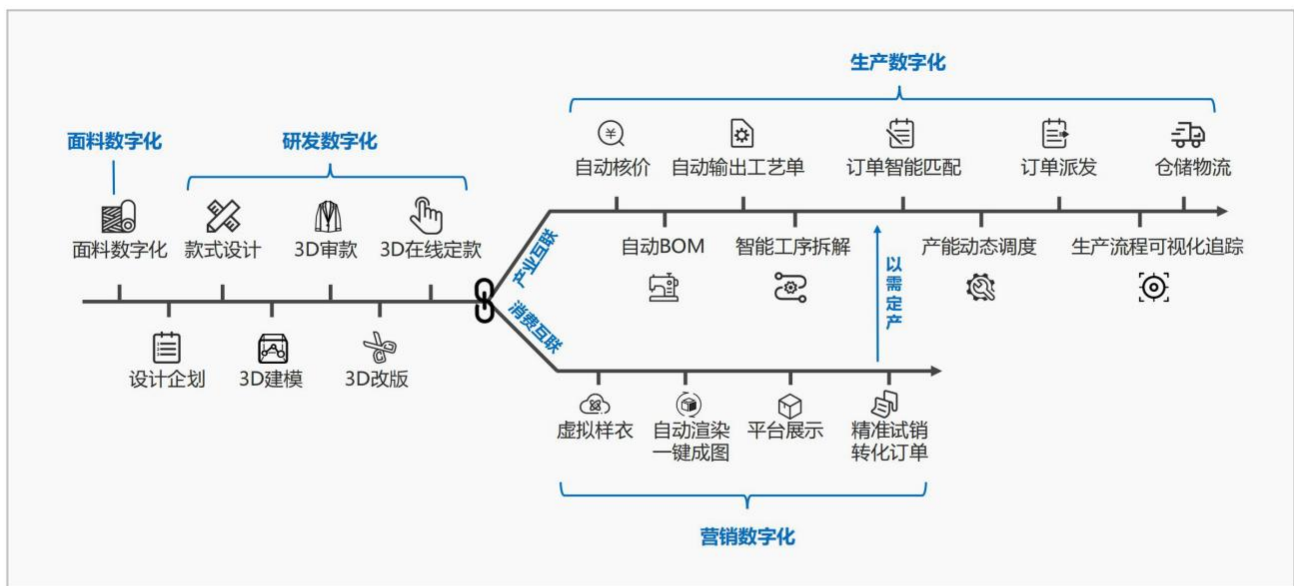 生产数字化
面料数字化
研发数字化
自动核价
自动输出工艺单
订单智能匹配
订单派发
仓储物流
面料数字化
款式设计
3D审款
3D在线定款
产业互联
自动BOM
智能工序拆解
以需定产
产能动态调度
生产流程可视化追踪
消费互联
设计企划
3D建模
3D改版
虚拟样衣
自动渲染
一键成图
平台展示
精准试销
转化订单
营销数字化